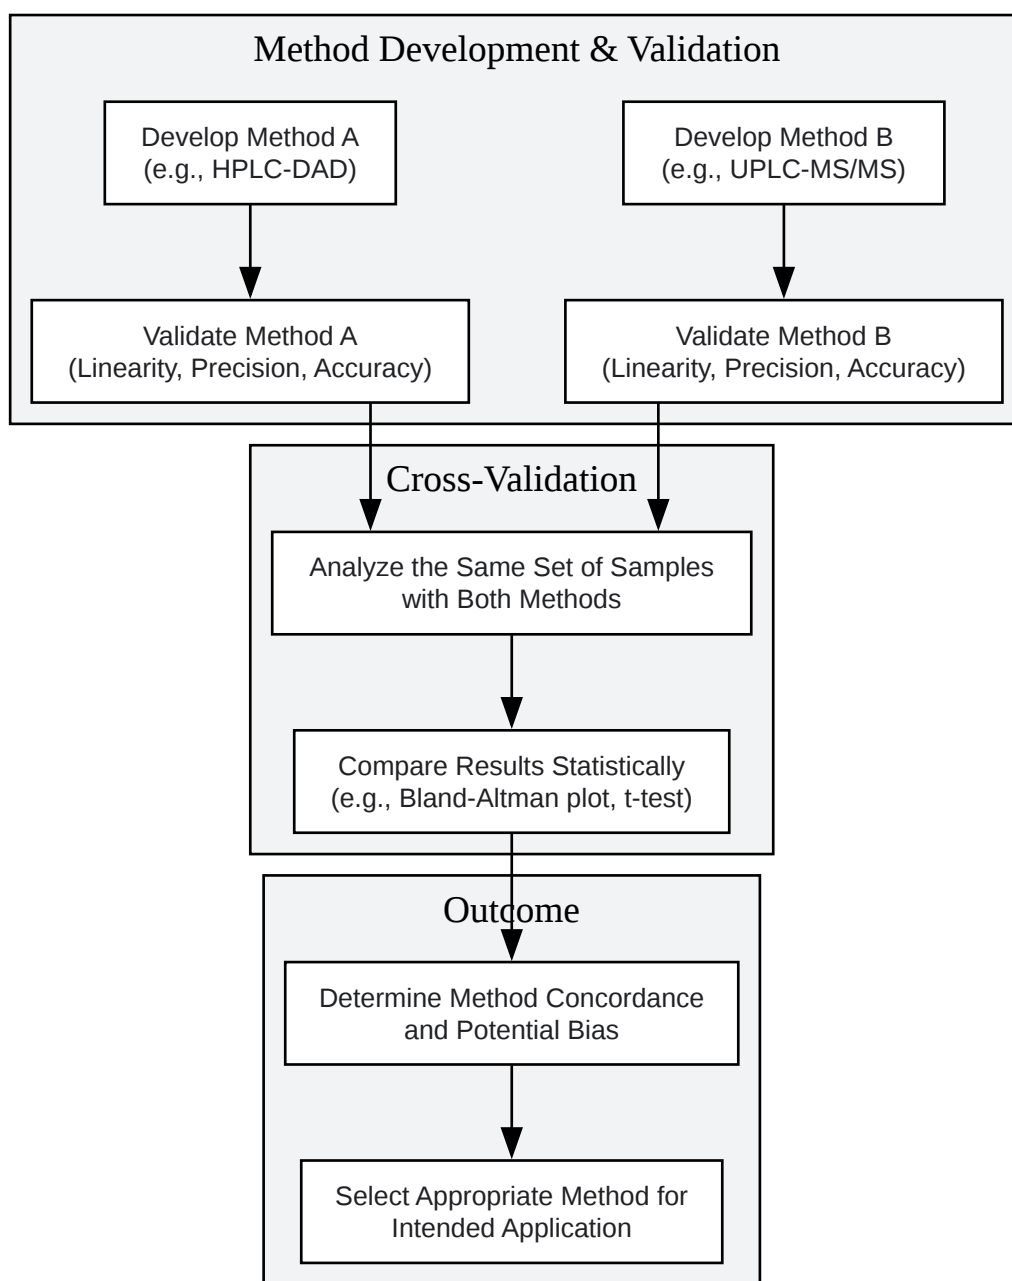 Method Development & Validation
Develop Method A
(e.g., HPLC-DAD)
Develop Method B
(e.g., UPLC-MS/MS)
Validate Method A
(Linearity, Precision, Accuracy)
Validate Method B
(Linearity, Precision, Accuracy)
Cross-Validation
Analyze the Same Set of Samples
with Both Methods
Compare Results Statistically
(e.g., Bland-Altman plot, t-test)
Outcome
Determine Method Concordance
and Potential Bias
Select Appropriate Method for
Intended Application